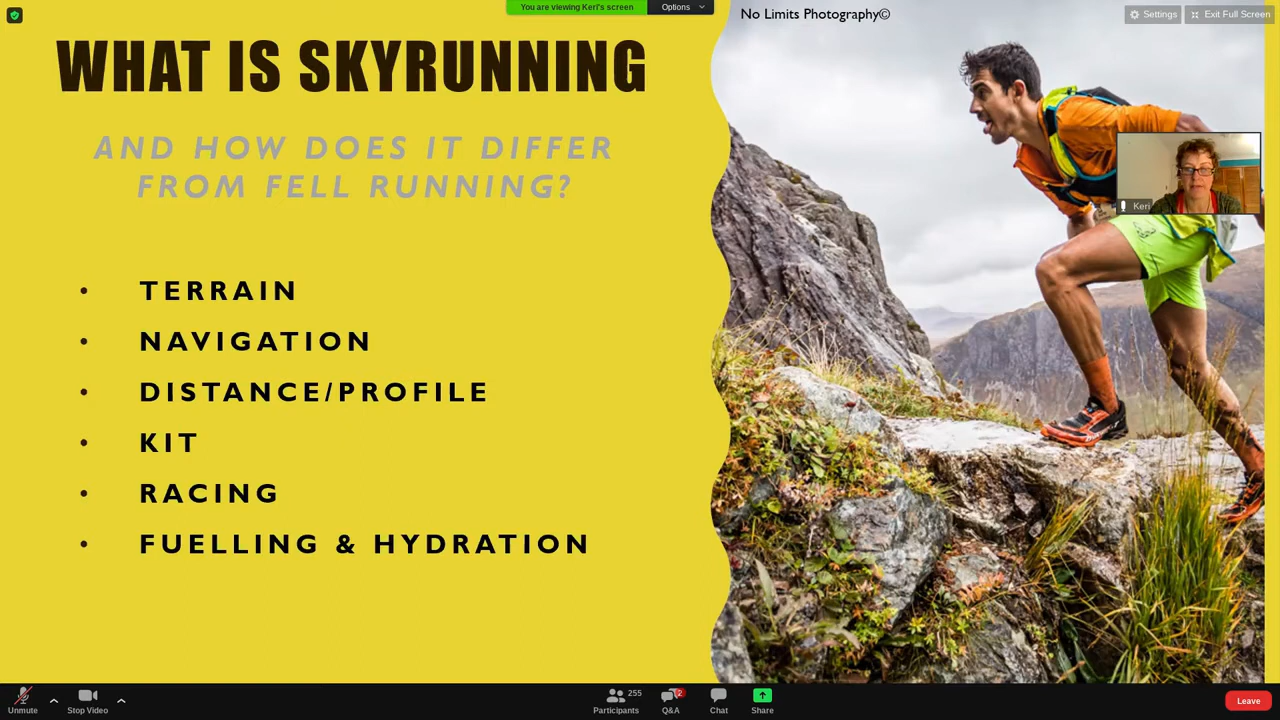 You are viewing Keri's screen
Options
No Limits Photography©
Settings
Exit Full Screen
WHAT IS SKYRUNNING
AND HOW DOES IT DIFFER
FROM FELL RUNNING?
• TERRAIN
• NAVIGATION
• DISTANCE/PROFILE
• KIT
• RACING
• FUELLING & HYDRATION
Keri
Unmute
Stop Video
255
Participants
2
Q&A
Chat
Share
Leave